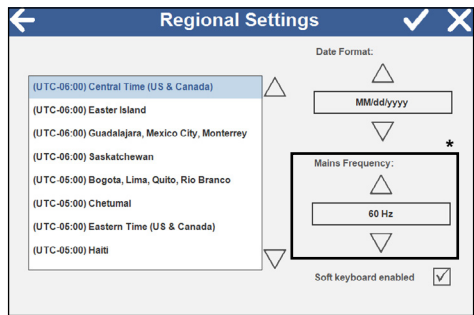 Regional Settings
Date Format:
(UTC-06:00) Central Time (US & Canada)
(UTC-06:00) Easter Island
MM/dd/yyyy
(UTC-06:00) Guadalajara, Mexico City, Monterrey
(UTC-06:00) Saskatchewan
*
Mains Frequency:
(UTC-05:00) Bogota, Lima, Quito, Rio Branco
(UTC-05:00) Chetumal
60 Hz
(UTC-05:00) Eastern Time (US & Canada)
(UTC-05:00) Haiti
Soft keyboard enabled